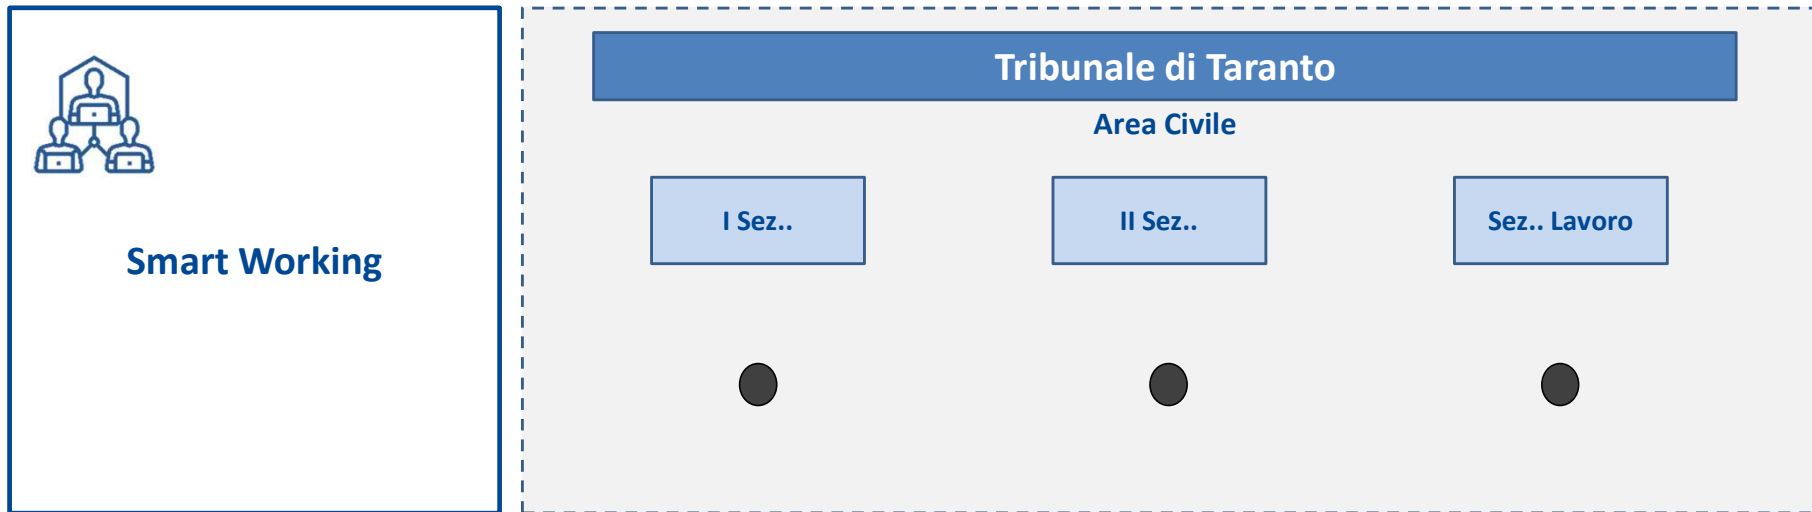 Smart Working
Tribunale di Taranto
Area Civile
I Sez..
II Sez..
Sez.. Lavoro